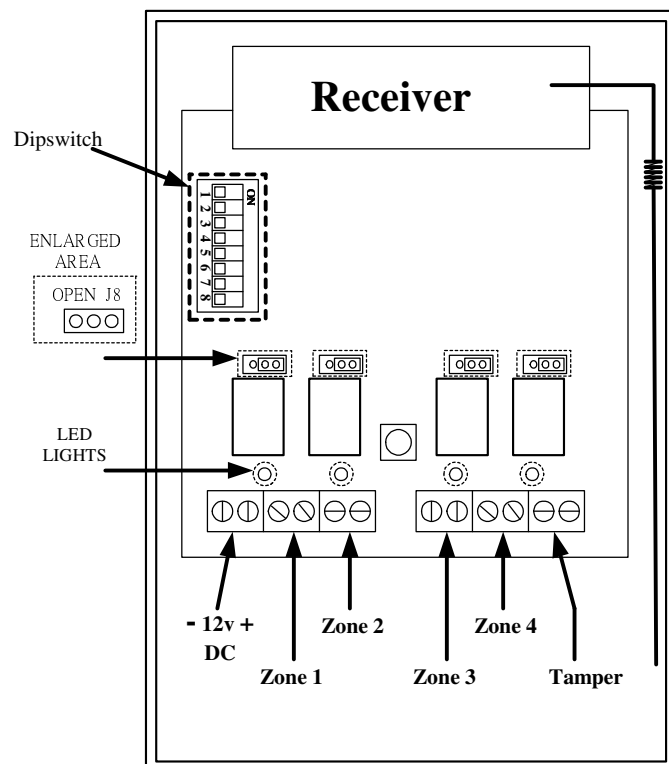 Receiver
Dipswitch
ON
1
2
3
4
5
6
7
8
ENLARGED
AREA
OPEN J8
LED
LIGHTS
- 12v +
DC
Zone 1
Zone 2
Zone 3
Zone 4
Tamper